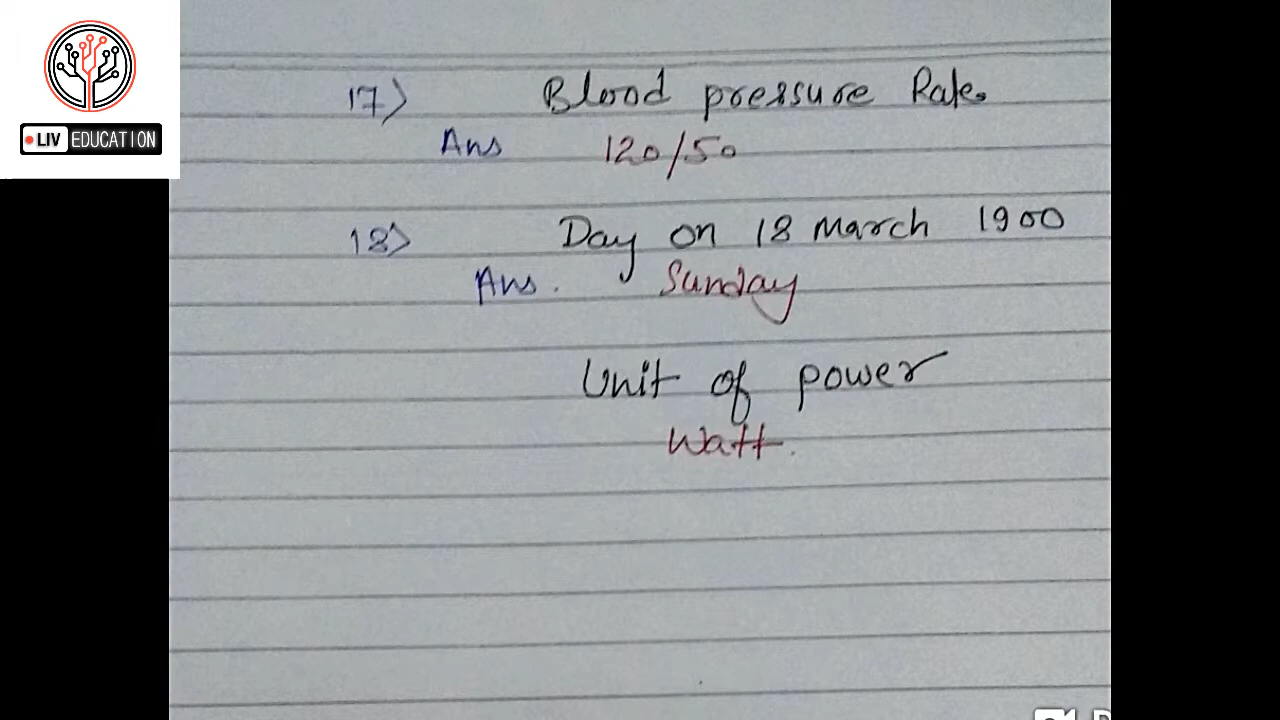 LIV EDUCATION
17) Blood pressure Rate.
Ans 120/50
18) Day on 18 March 1900
Ans. Sunday
Unit of power
Watt.